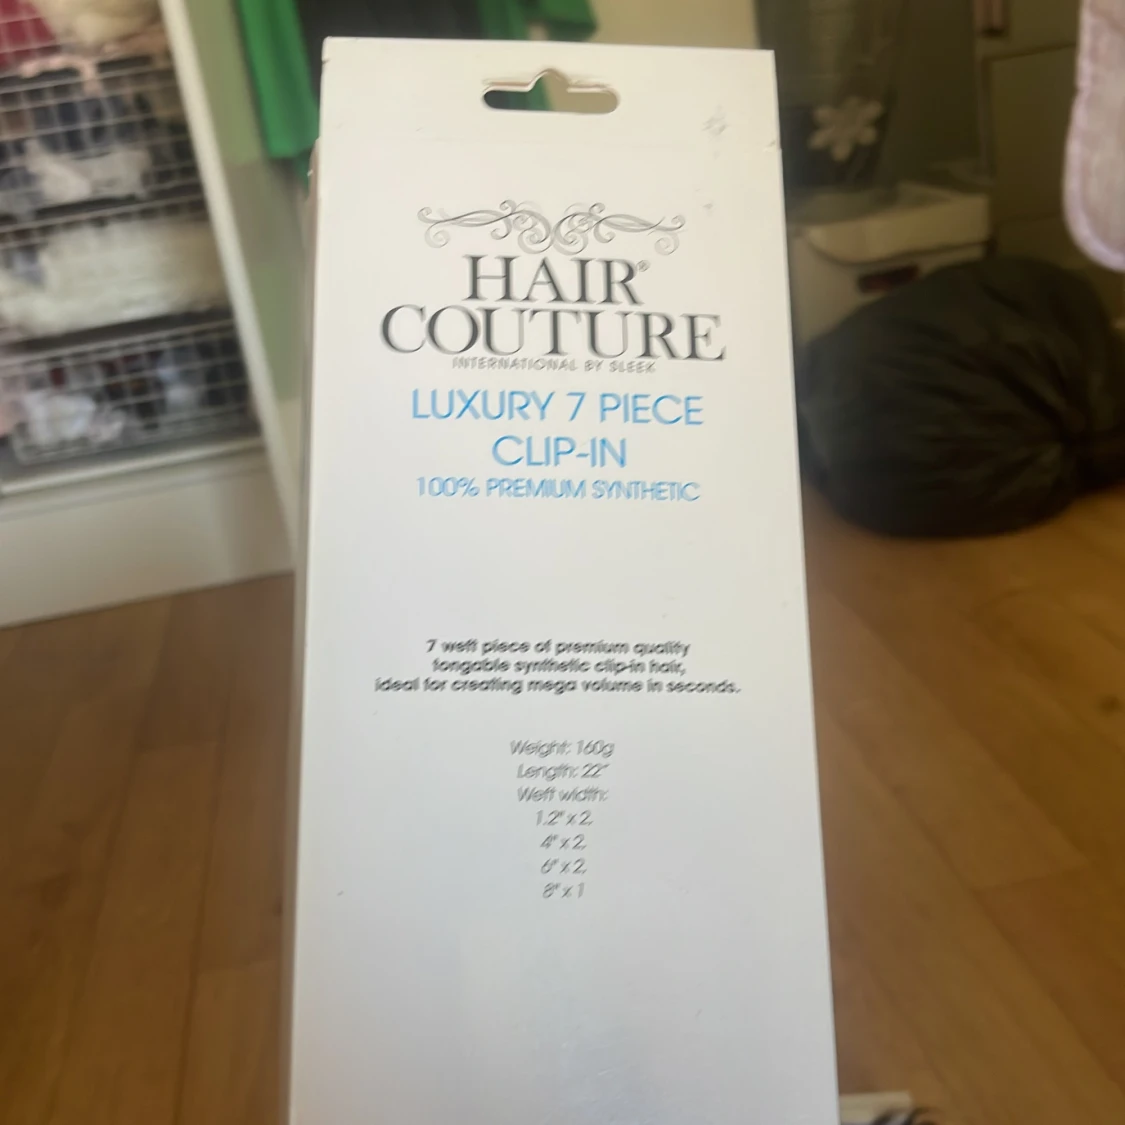 HAIR®
COUTURE
INTERNATIONAL BY SLEEK
LUXURY 7 PIECE
CLIP-IN
100% PREMIUM SYNTHETIC
7 weft piece of premium quality
tongable synthetic clip-in hair,
ideal for creating mega volume in seconds.
Weight: 160g
Length: 22"
Weft width:
1.2" x 2,
4" x 2,
6" x 2,
8" x 1